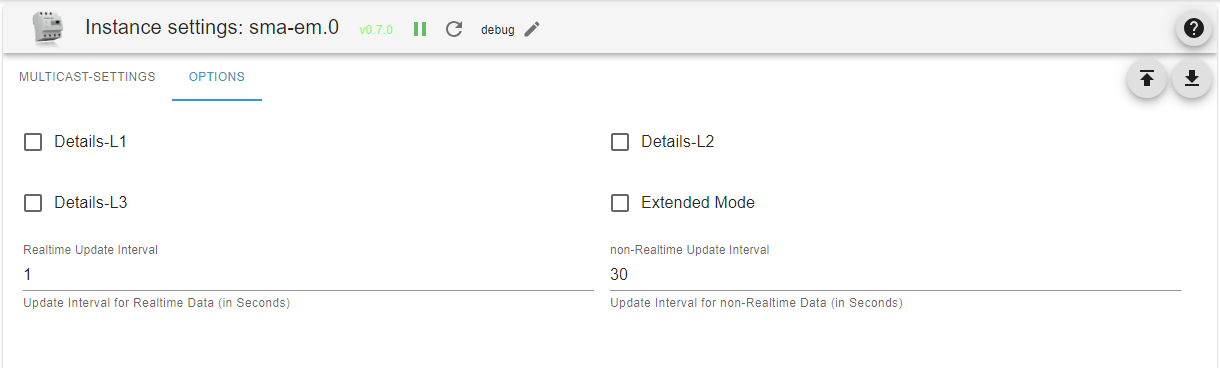 Instance settings: sma-em.0 v0.7.0 debug
MULTICAST-SETTINGS OPTIONS
Details-L1 Details-L2
Details-L3 Extended Mode
Realtime Update Interval non-Realtime Update Interval
1 30
Update Interval for Realtime Data (in Seconds) Update Interval for non-Realtime Data (in Seconds)